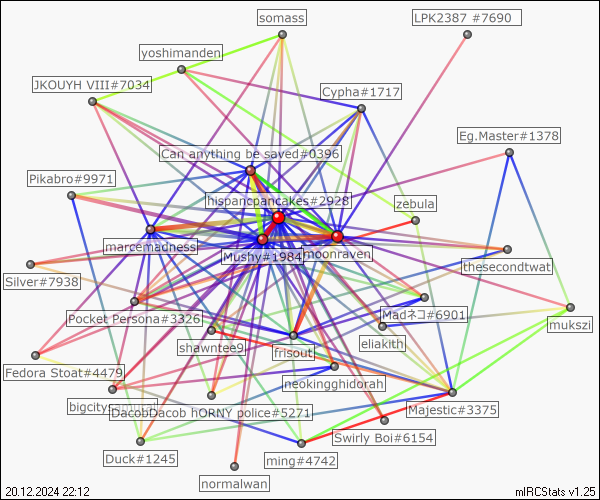 somass
LPK2387 #7690
yoshimanden
JKOUYH VIII#7034
Cypha#1717
Eg.Master#1378
Can anything be saved#0396
Pikabro#9971
hispancpancakes#2928
zebula
marcemadness
Mushy#1984
moonraven
thesecondtwat
Silver#7938
Pocket Persona#3326
Madネコ#6901
mukszi
shawntee9
frisout
eliakith
Fedora Stoat#4479
neokingghidorah
bigcity
DacobDacob hORNY police#5271
Majestic#3375
Swirly Boi#6154
Duck#1245
ming#4742
normalwan
20.12.2024 22:12
mIRCStats v1.25